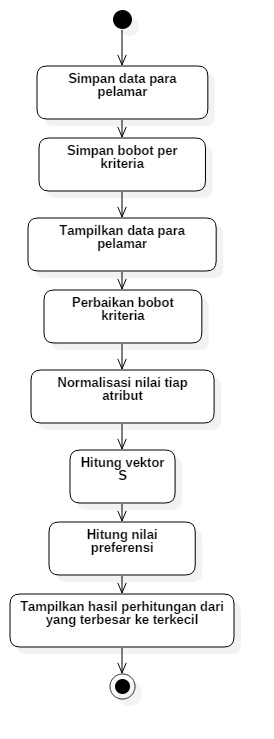 Simpan data para
pelamar
Simpan bobot per
kriteria
Tampilkan data para
pelamar
Perbaikan bobot
kriteria
Normalisasi nilai tiap
atribut
Hitung vektor
S
Hitung nilai
preferensi
Tampilkan hasil perhitungan dari
yang terbesar ke terkecil